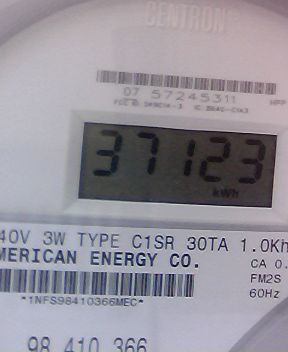 CENTRON
07 57245311 HPP
37123
kWh
40V 3W TYPE C1SR 30TA 1.0Kh
MERICAN ENERGY CO.
CA 0.
FM2S
60Hz
*1NFS98410366MEC*
98 410 366